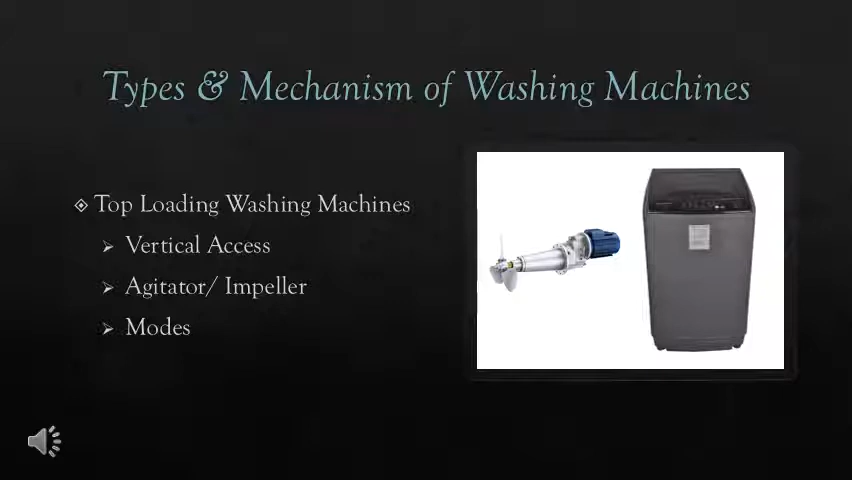 Types & Mechanism of Washing Machines
Top Loading Washing Machines
Vertical Access
Agitator/ Impeller
Modes